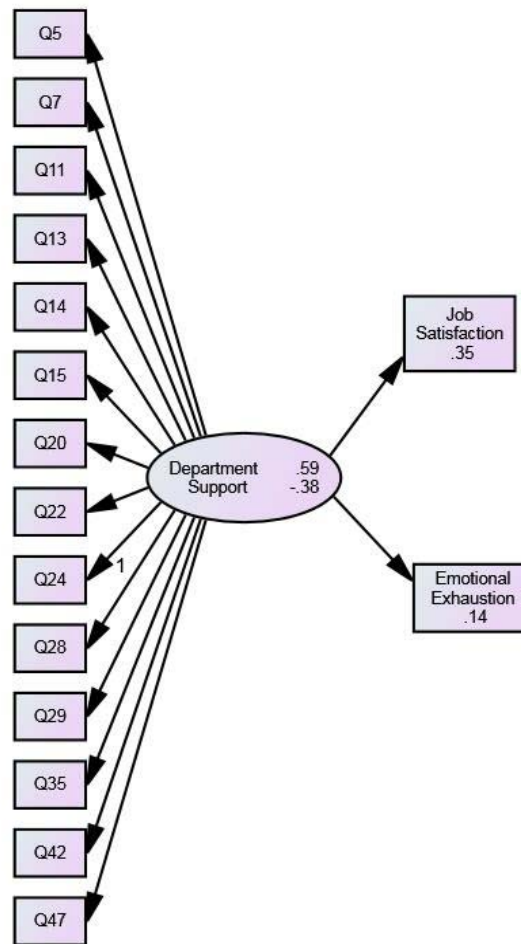 Q5
Q7
Q11
Q13
Q14
Q15
Q20
Q22
Q24
Q28
Q29
Q35
Q42
Q47
1
Department .59
Support -.38
Job
Satisfaction
.35
Emotional
Exhaustion
.14